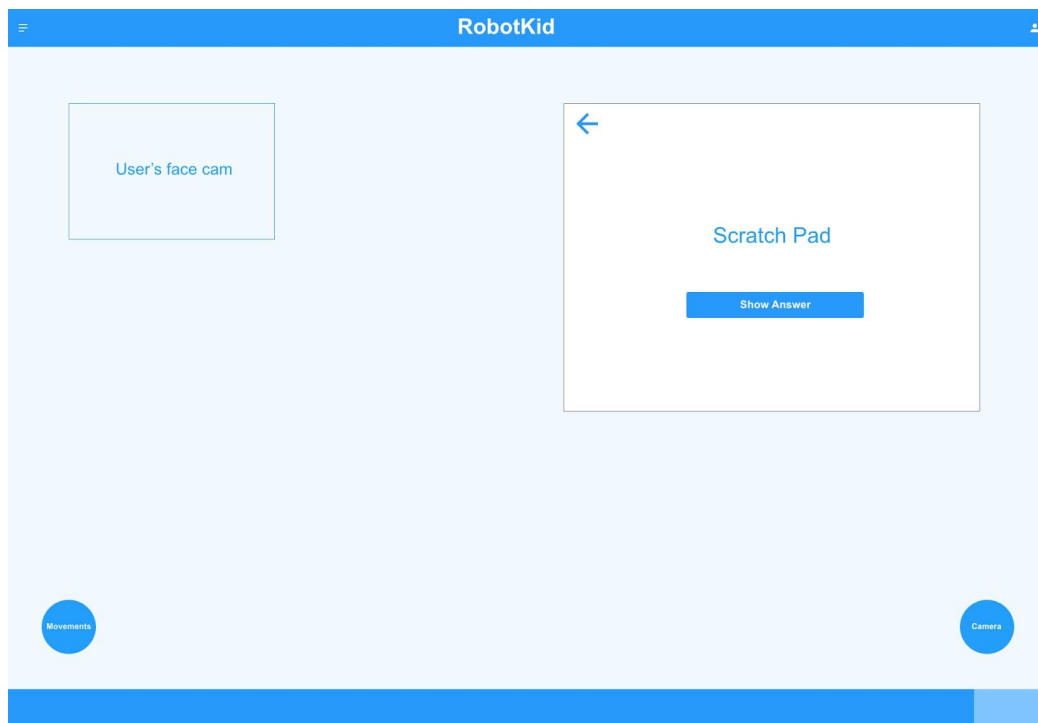 RobotKid
User’s face cam
Scratch Pad
Show Answer
Movements
Camera